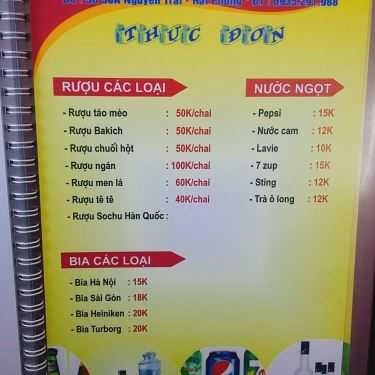 Nguyễn Trãi
THỰC ĐƠN
RƯỢU CÁC LOẠI
- Rượu táo mèo : 50K/chai
- Rượu Bakich : 50K/chai
- Rượu chuối hột : 50K/chai
- Rượu ngán : 100K/chai
- Rượu men lá : 60K/chai
- Rượu tê tê : 40K/chai
- Rượu Sochu Hàn Quốc :
NƯỚC NGỌT
- Pepsi : 15K
- Nước cam : 12K
- Lavie : 10K
- 7 zup : 15K
- Sting : 12K
- Trà ô long : 12K
BIA CÁC LOẠI
- Bia Hà Nội : 15K
- Bia Sài Gòn : 18K
- Bia Heiniken : 20K
- Bia Turborg : 20K